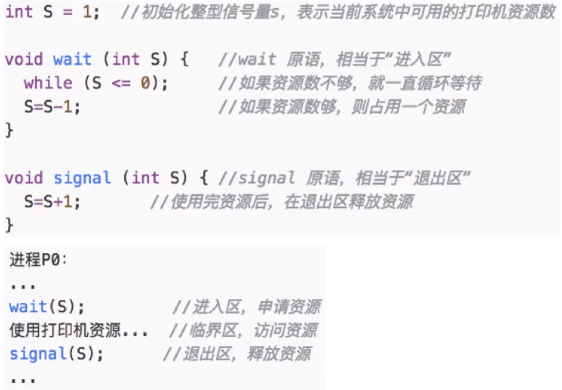 int S = 1;  //初始化整型信号量s，表示当前系统中可用的打印机资源数
void wait (int S) {   //wait 原语，相当于“进入区”
while (S <= 0);      //如果资源数不够，就一直循环等待
S=S-1;               //如果资源数够，则占用一个资源
}
void signal (int S) { //signal 原语，相当于“退出区”
S=S+1;        //使用完资源后，在退出区释放资源
}
进程P0：
...
wait(S);          //进入区，申请资源
使用打印机资源...  //临界区，访问资源
signal(S);        //退出区，释放资源
...